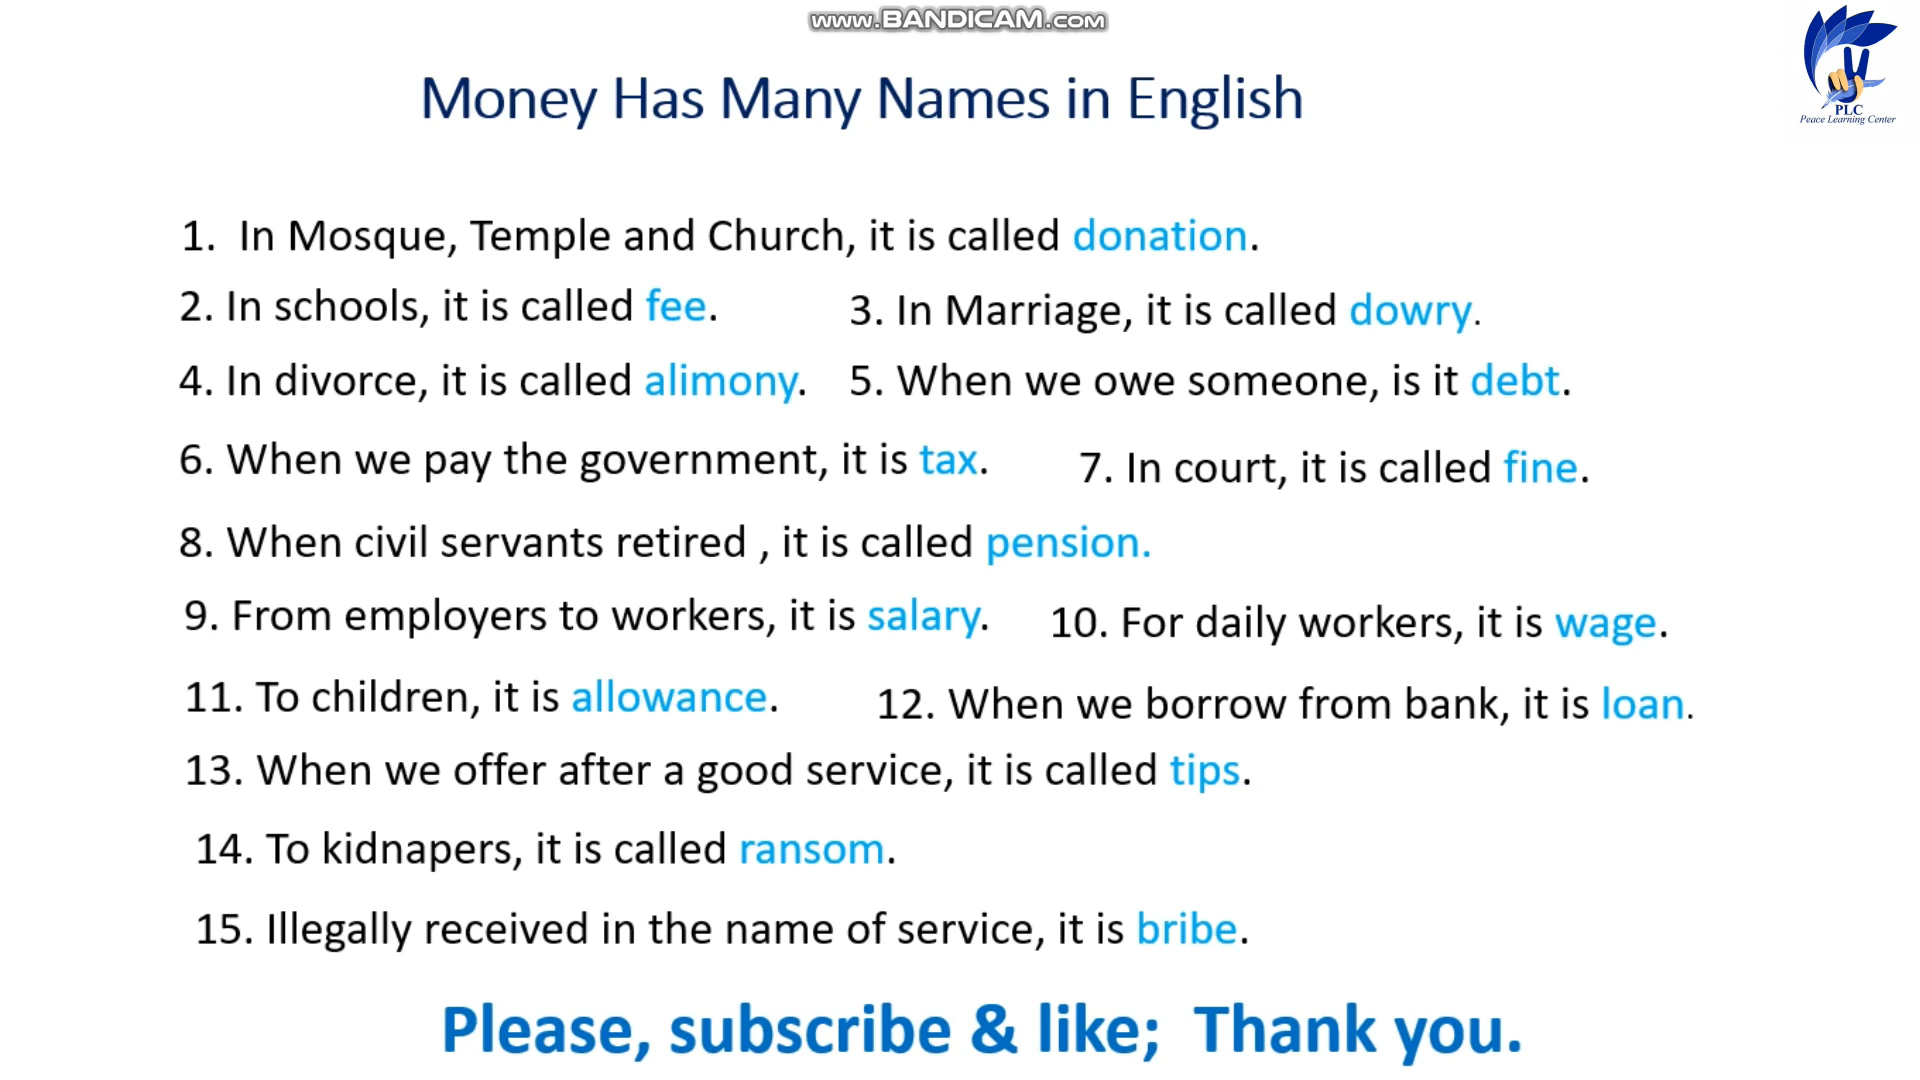 www.BANDICAM.com
PLC
Peace Learning Center
Money Has Many Names in English
1. In Mosque, Temple and Church, it is called donation.
2. In schools, it is called fee.
3. In Marriage, it is called dowry.
4. In divorce, it is called alimony.
5. When we owe someone, is it debt.
6. When we pay the government, it is tax.
7. In court, it is called fine.
8. When civil servants retired , it is called pension.
9. From employers to workers, it is salary.
10. For daily workers, it is wage.
11. To children, it is allowance.
12. When we borrow from bank, it is loan.
13. When we offer after a good service, it is called tips.
14. To kidnapers, it is called ransom.
15. Illegally received in the name of service, it is bribe.
Please, subscribe & like; Thank you.